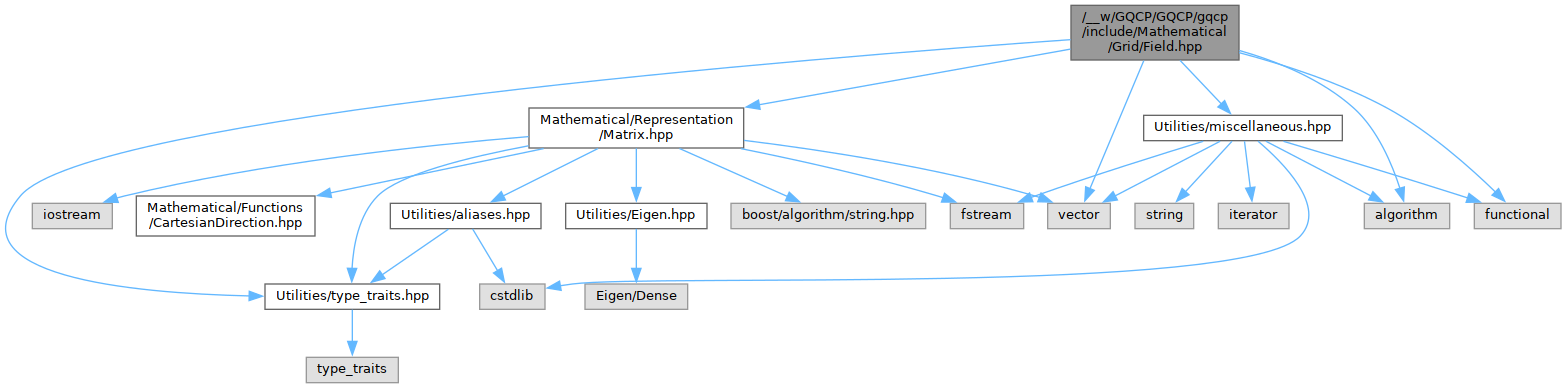 /__w/GQCP/GQCP/gqcp
/include/Mathematical
/Grid/Field.hpp
Mathematical/Representation
/Matrix.hpp
Utilities/miscellaneous.hpp
iostream
Mathematical/Functions
/CartesianDirection.hpp
Utilities/aliases.hpp
Utilities/Eigen.hpp
boost/algorithm/string.hpp
fstream
vector
string
iterator
algorithm
functional
Utilities/type_traits.hpp
cstdlib
Eigen/Dense
type_traits